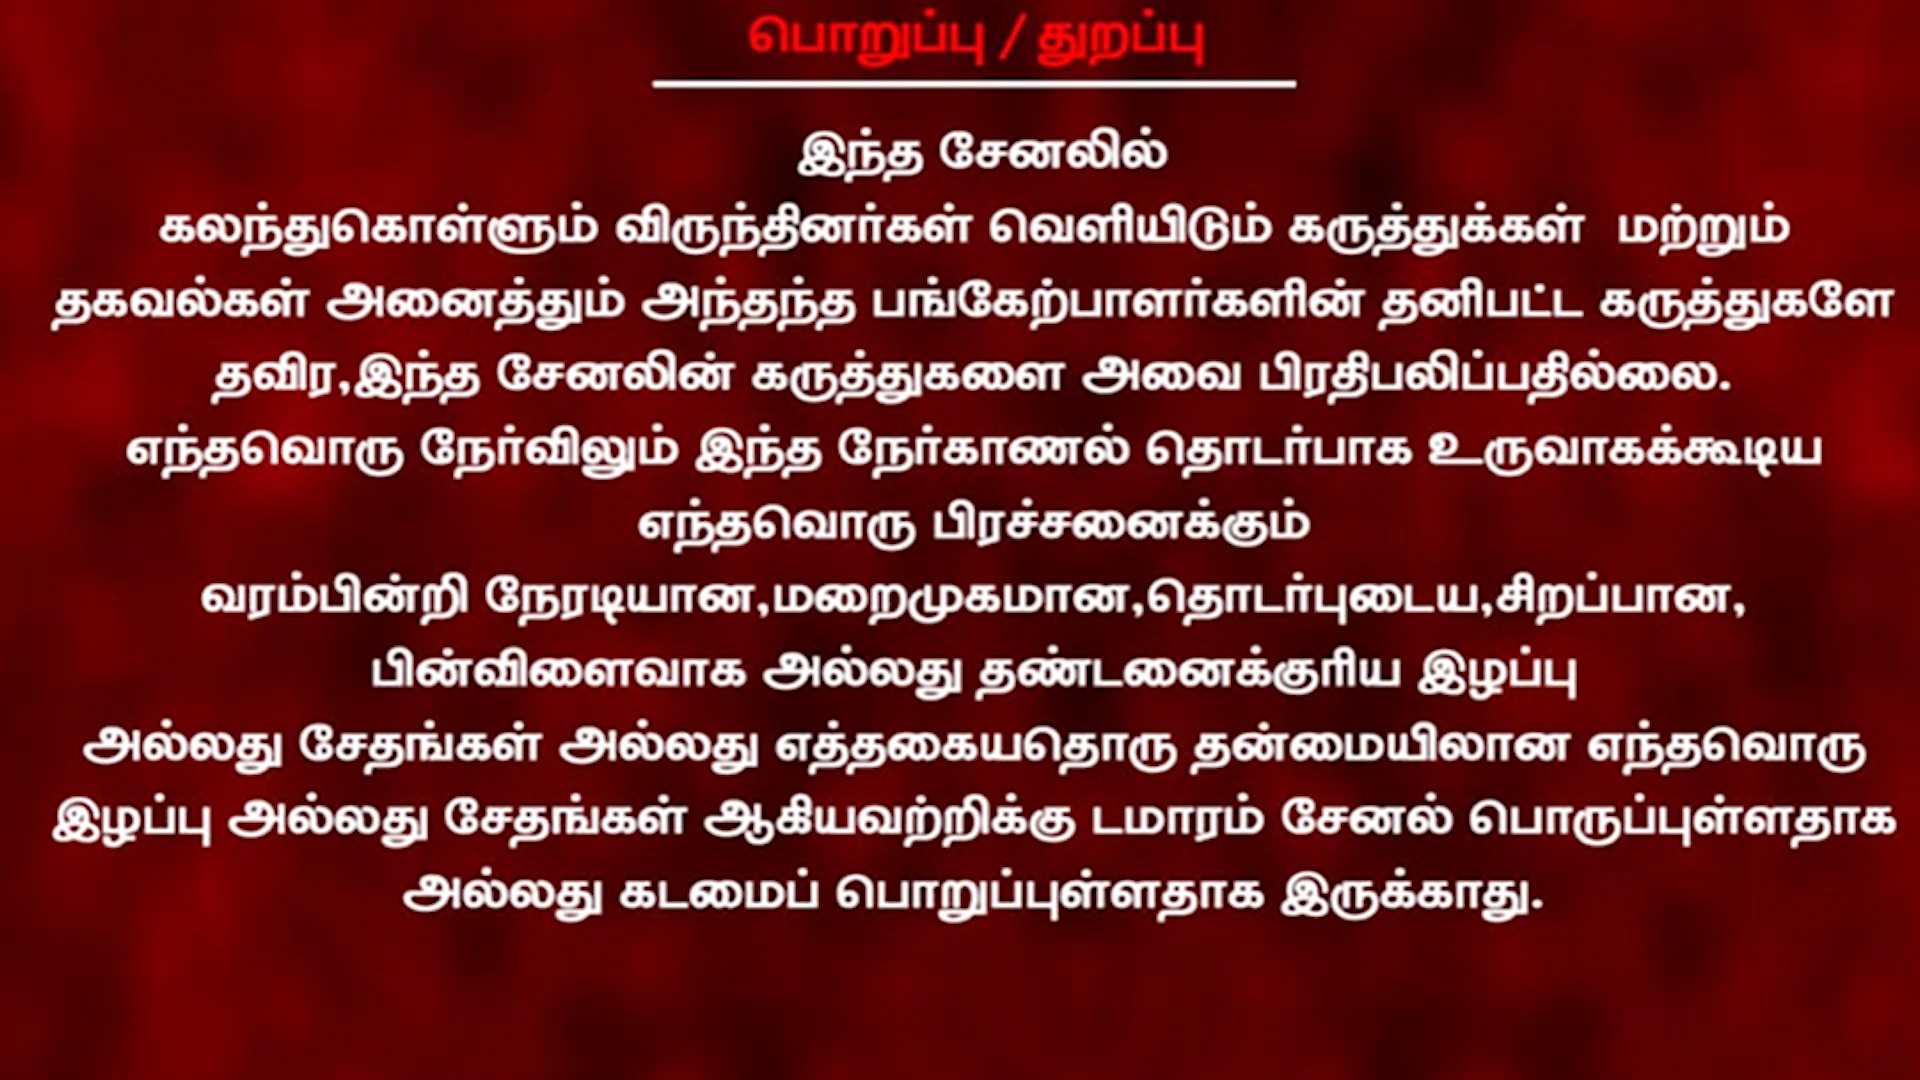 பொறுப்பு / துறப்பு
இந்த சேனலில்
கலந்துகொள்ளும் விருந்தினர்கள் வெளியிடும் கருத்துக்கள் மற்றும்
தகவல்கள் அனைத்தும் அந்தந்த பங்கேற்பாளர்களின் தனிபட்ட கருத்துகளே
தவிர,இந்த சேனலின் கருத்துகளை அவை பிரதிபலிப்பதில்லை.
எந்தவொரு நேர்விலும் இந்த நேர்காணல் தொடர்பாக உருவாகக்கூடிய
எந்தவொரு பிரச்சனைக்கும்
வரம்பின்றி நேரடியான,மறைமுகமான,தொடர்புடைய,சிறப்பான,
பின்விளைவாக அல்லது தண்டனைக்குரிய இழப்பு
அல்லது சேதங்கள் அல்லது எத்தகையதொரு தன்மையிலான எந்தவொரு
இழப்பு அல்லது சேதங்கள் ஆகியவற்றிக்கு டமாரம் சேனல் பொருப்புள்ளதாக
அல்லது கடமைப் பொறுப்புள்ளதாக இருக்காது.